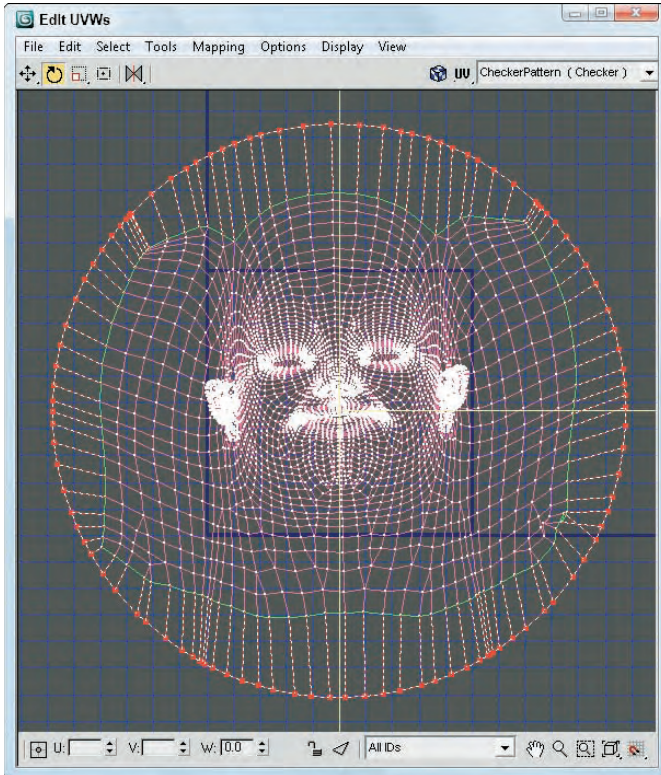 Edit UVWs
File Edit Select Tools Mapping Options Display View
UV CheckerPattern ( Checker )
U: V: W: 0.0 All IDs